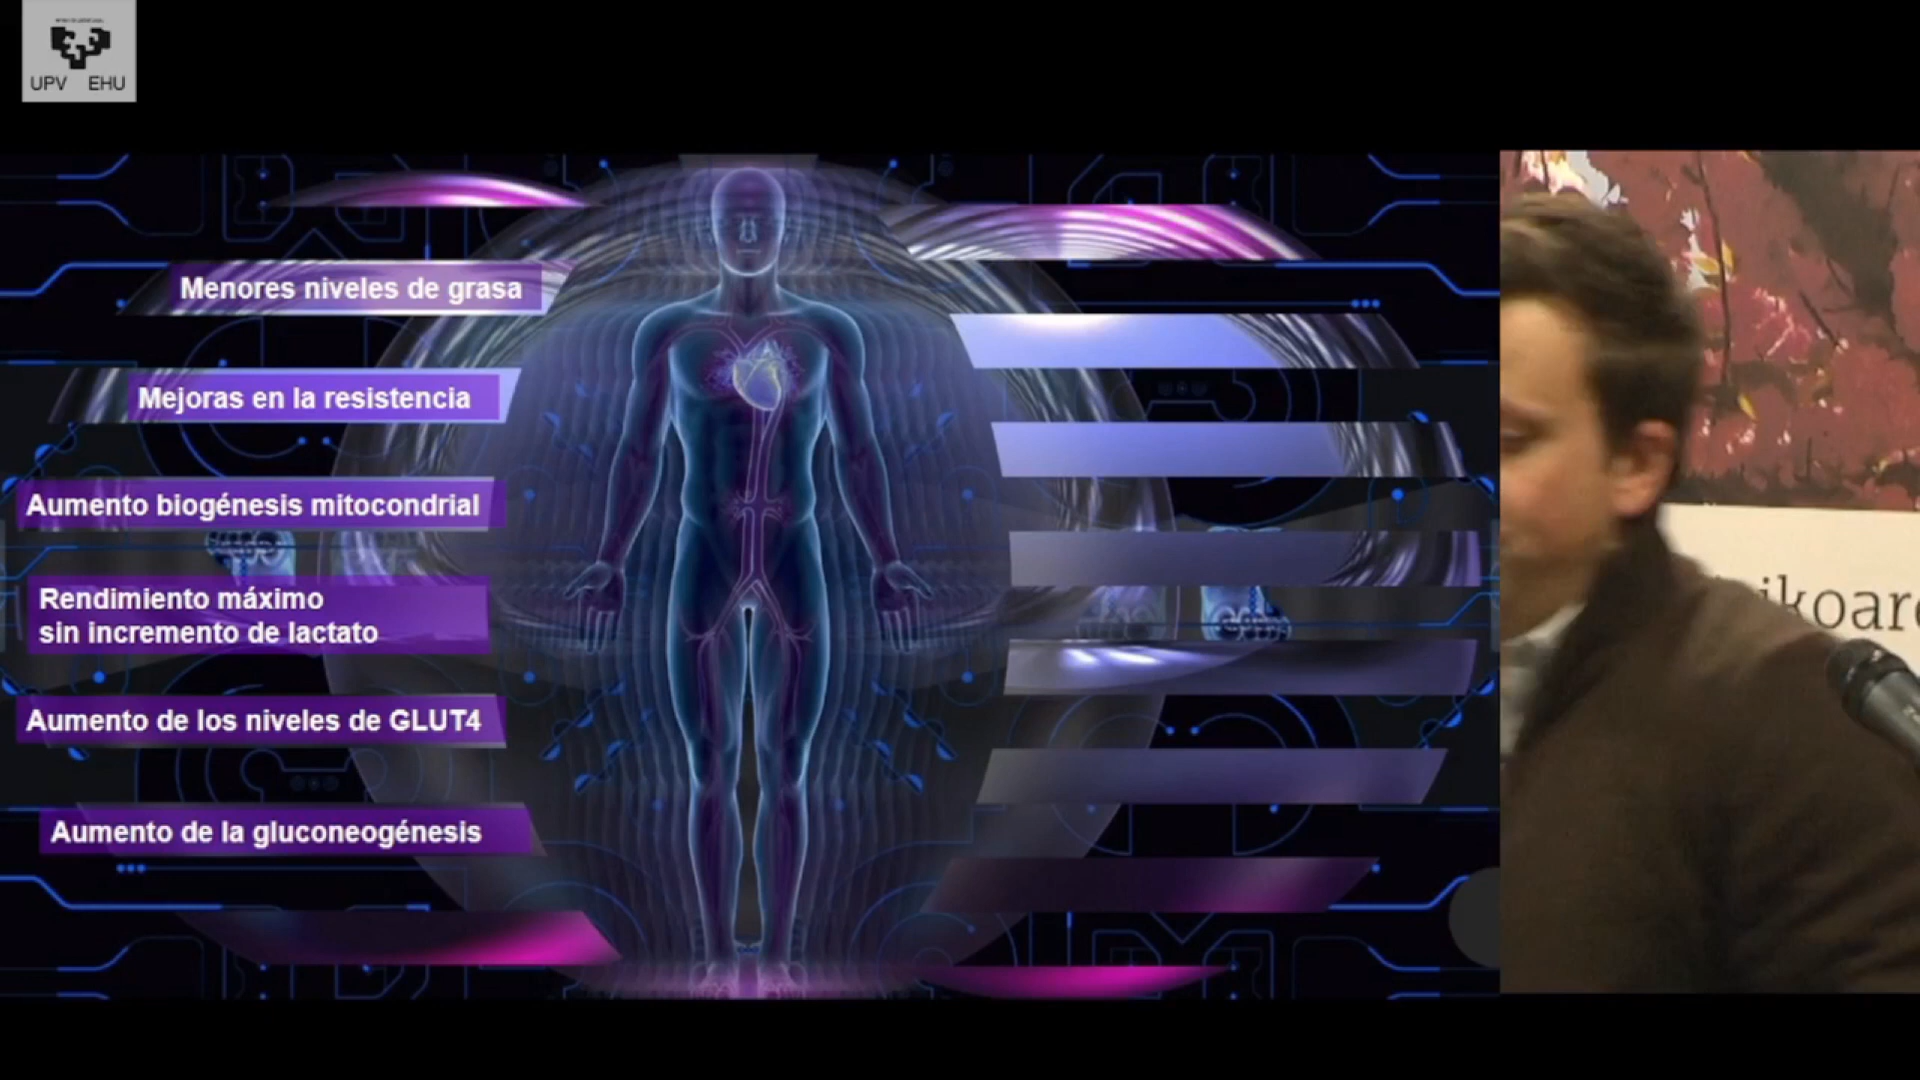 UPV EHU
Menores niveles de grasa
Mejoras en la resistencia
Aumento biogénesis mitocondrial
Rendimiento máximo
sin incremento de lactato
Aumento de los niveles de GLUT4
Aumento de la gluconeogénesis